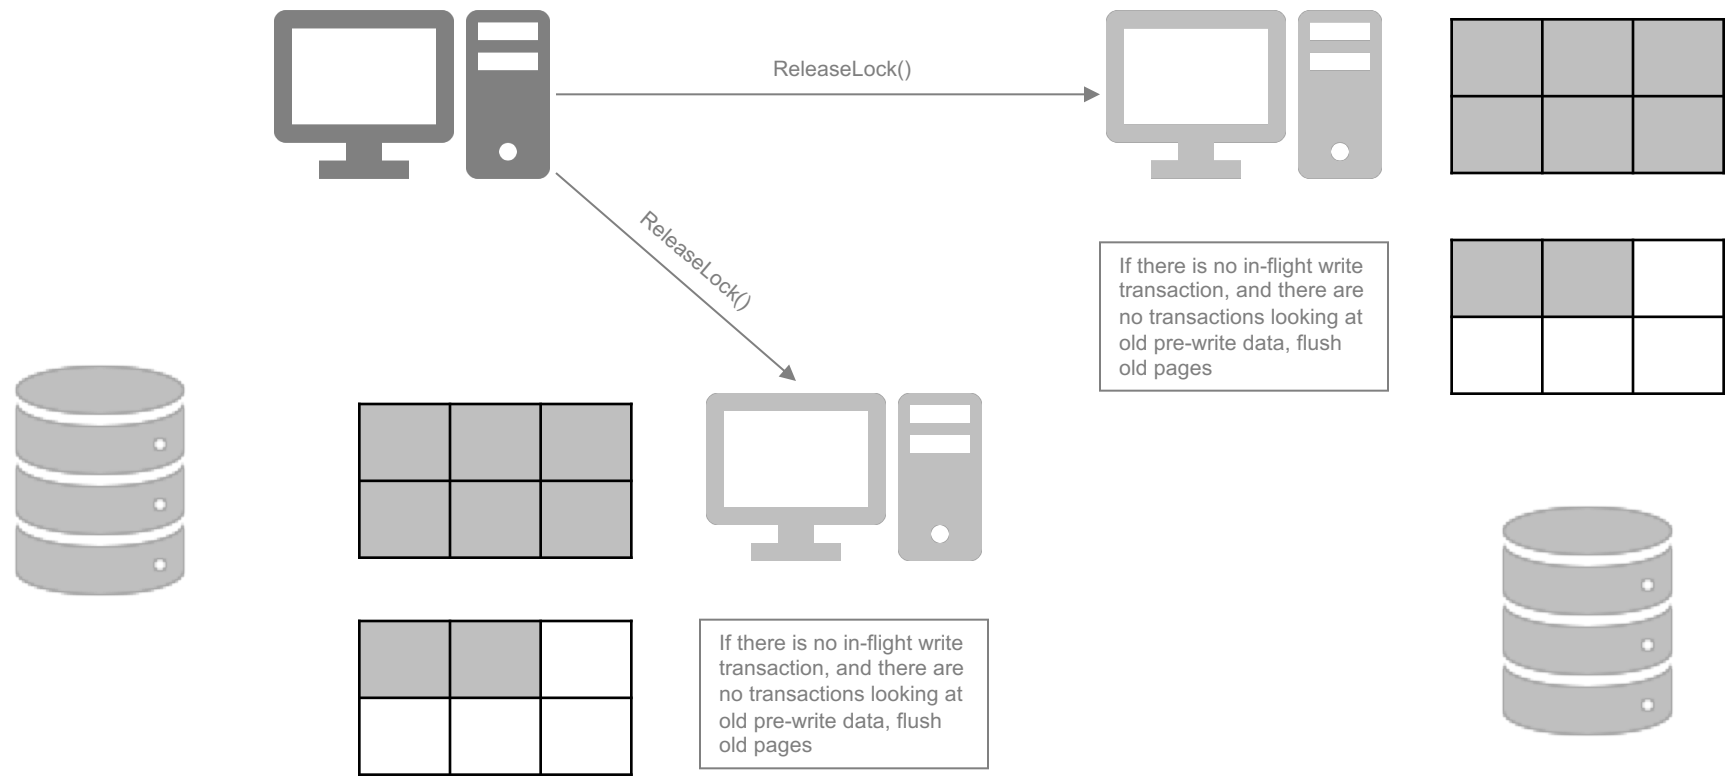 ReleaseLock()
ReleaseLock()
If there is no in-flight write
transaction, and there are
no transactions looking at
old pre-write data, flush
old pages
If there is no in-flight write
transaction, and there are
no transactions looking at
old pre-write data, flush
old pages